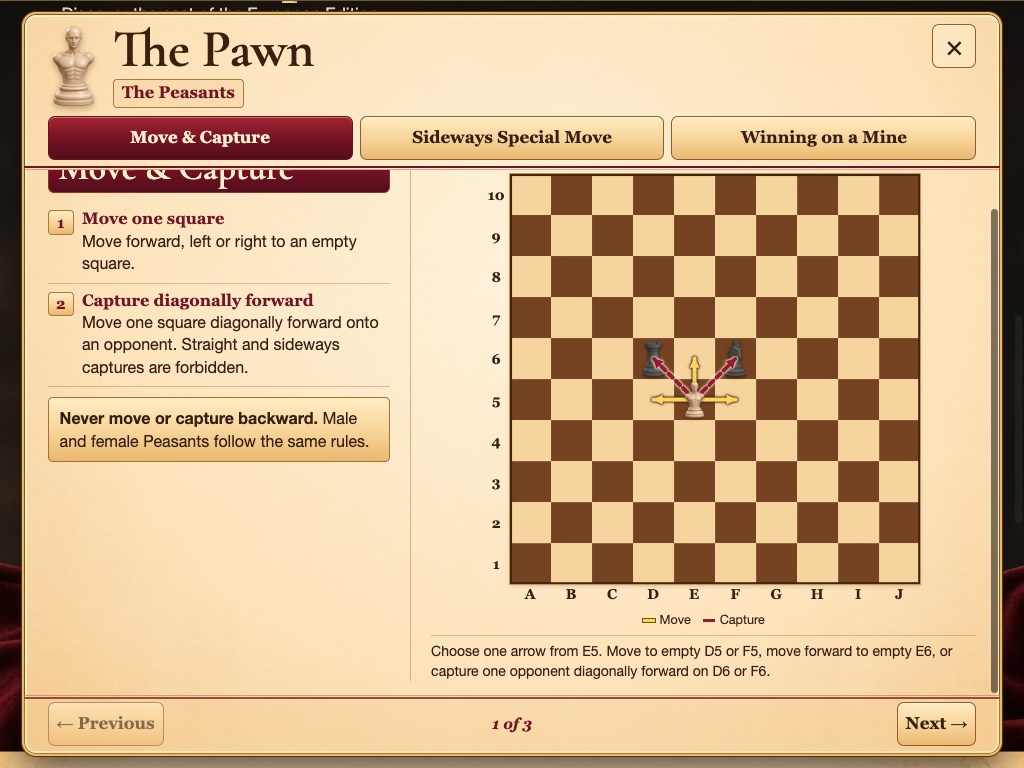 The Pawn
The Peasants
×
Move & Capture
Sideways Special Move
Winning on a Mine
Move & Capture
1
Move one square
Move forward, left or right to an empty
square.
2
Capture diagonally forward
Move one square diagonally forward onto
an opponent. Straight and sideways
captures are forbidden.
Never move or capture backward. Male
and female Peasants follow the same rules.
10
9
8
7
6
5
4
3
2
1
A B C D E F G H I J
Move Capture
Choose one arrow from E5. Move to empty D5 or F5, move forward to empty E6, or
capture one opponent diagonally forward on D6 or F6.
← Previous
1 of 3
Next →